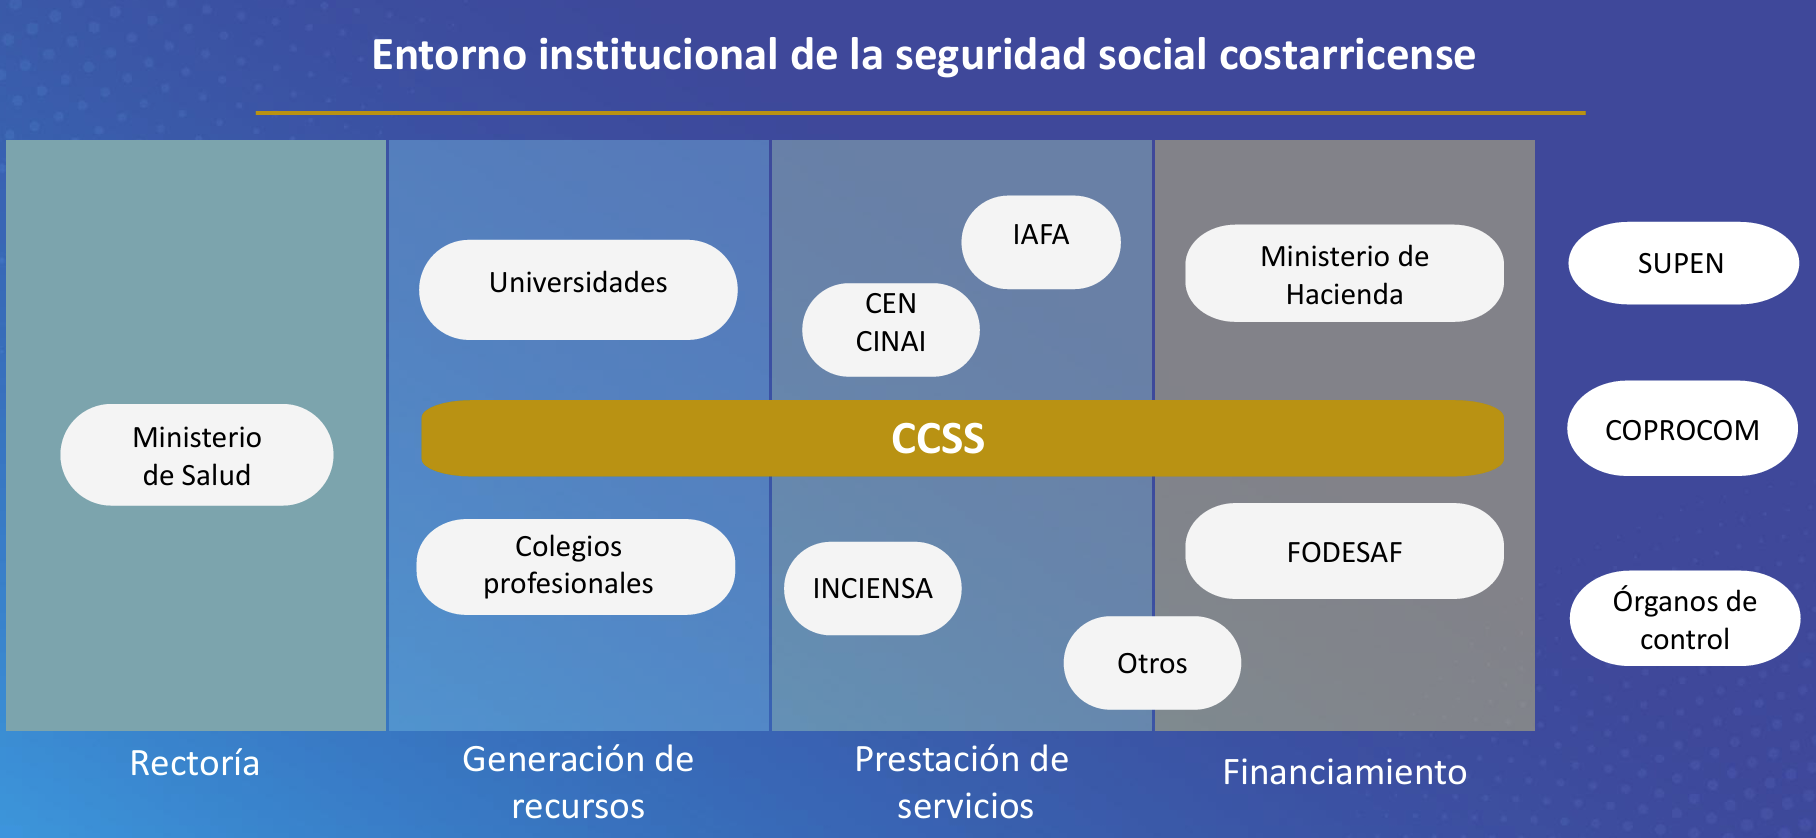 Entorno institucional de la seguridad social costarricense
Ministerio
de Salud
Rectoría
Universidades
Colegios
profesionales
Generación de
recursos
IAFA
CEN
CINAI
CCSS
INCIENSA
Otros
Prestación de
servicios
Ministerio de
Hacienda
FODESAF
Financiamiento
SUPEN
COPROCOM
Órganos de
control